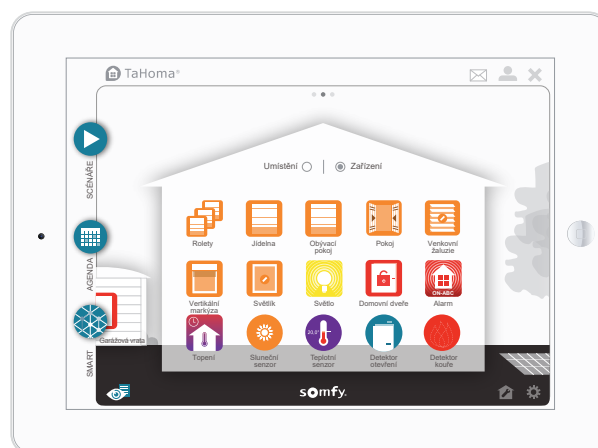 TaHoma®
Umístění
Zařízení
SCÉNÁŘE
Rolety
Jídelna
Obývací
pokoj
Pokoj
Venkovní
žaluzie
AGENDA
Vertikální
markýza
Světlík
Světlo
Domovní dveře
ON-ABC
Alarm
Garážová vrata
SMART
Topení
Sluneční
senzor
20.0°
Teplotní
senzor
Detektor
otevření
Detektor
kouře
somfy.